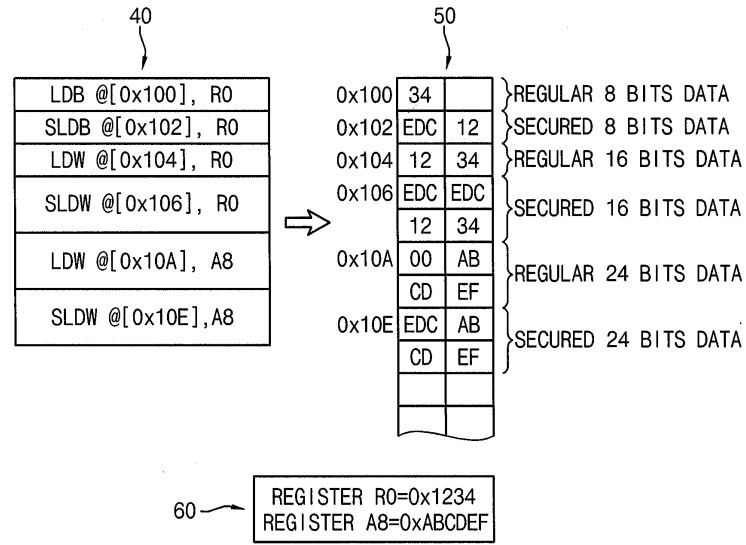 40
50
LDB @[0x100], R0
SLDB @[0x102], R0
LDW @[0x104], R0
SLDW @[0x106], R0
LDW @[0x10A], A8
SLDW @[0x10E],A8
0x100 34 REGULAR 8 BITS DATA
0x102 EDC 12 SECURED 8 BITS DATA
0x104 12 34 REGULAR 16 BITS DATA
0x106 EDC EDC
12 34
SECURED 16 BITS DATA
0x10A 00 AB
CD EF
REGULAR 24 BITS DATA
0x10E EDC AB
CD EF
SECURED 24 BITS DATA
60
REGISTER R0=0x1234
REGISTER A8=0xABCDEF